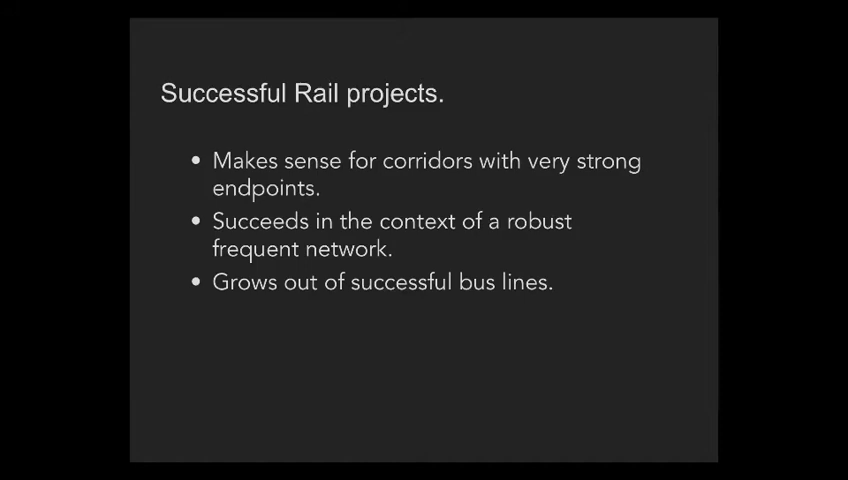 Successful Rail projects.
• Makes sense for corridors with very strong
endpoints.
• Succeeds in the context of a robust
frequent network.
• Grows out of successful bus lines.